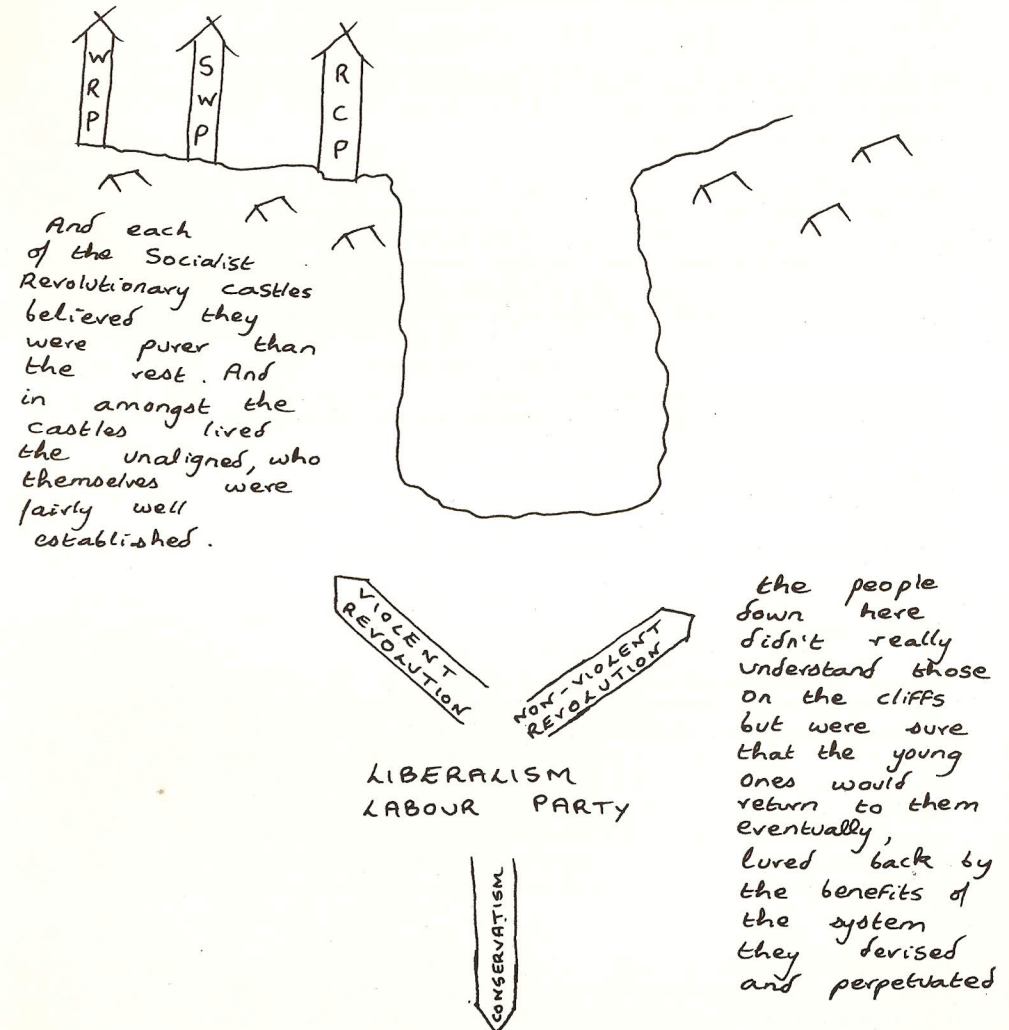 WRP
SWP
RCP
And each
of the Socialist
Revolutionary castles
believed they
were purer than
the rest. And
in amongst the
castles lived
the unaligned, who
themselves were
fairly well
established.
VIOLENT
REVOLUTION
NON-VIOLENT
REVOLUTION
LIBERALISM
LABOUR PARTY
CONSERVATISM
the people
down here
didn't really
understand those
on the cliffs
but were sure
that the young
ones would
return to them
eventually,
lured back by
the benefits of
the system
they devised
and perpetuated